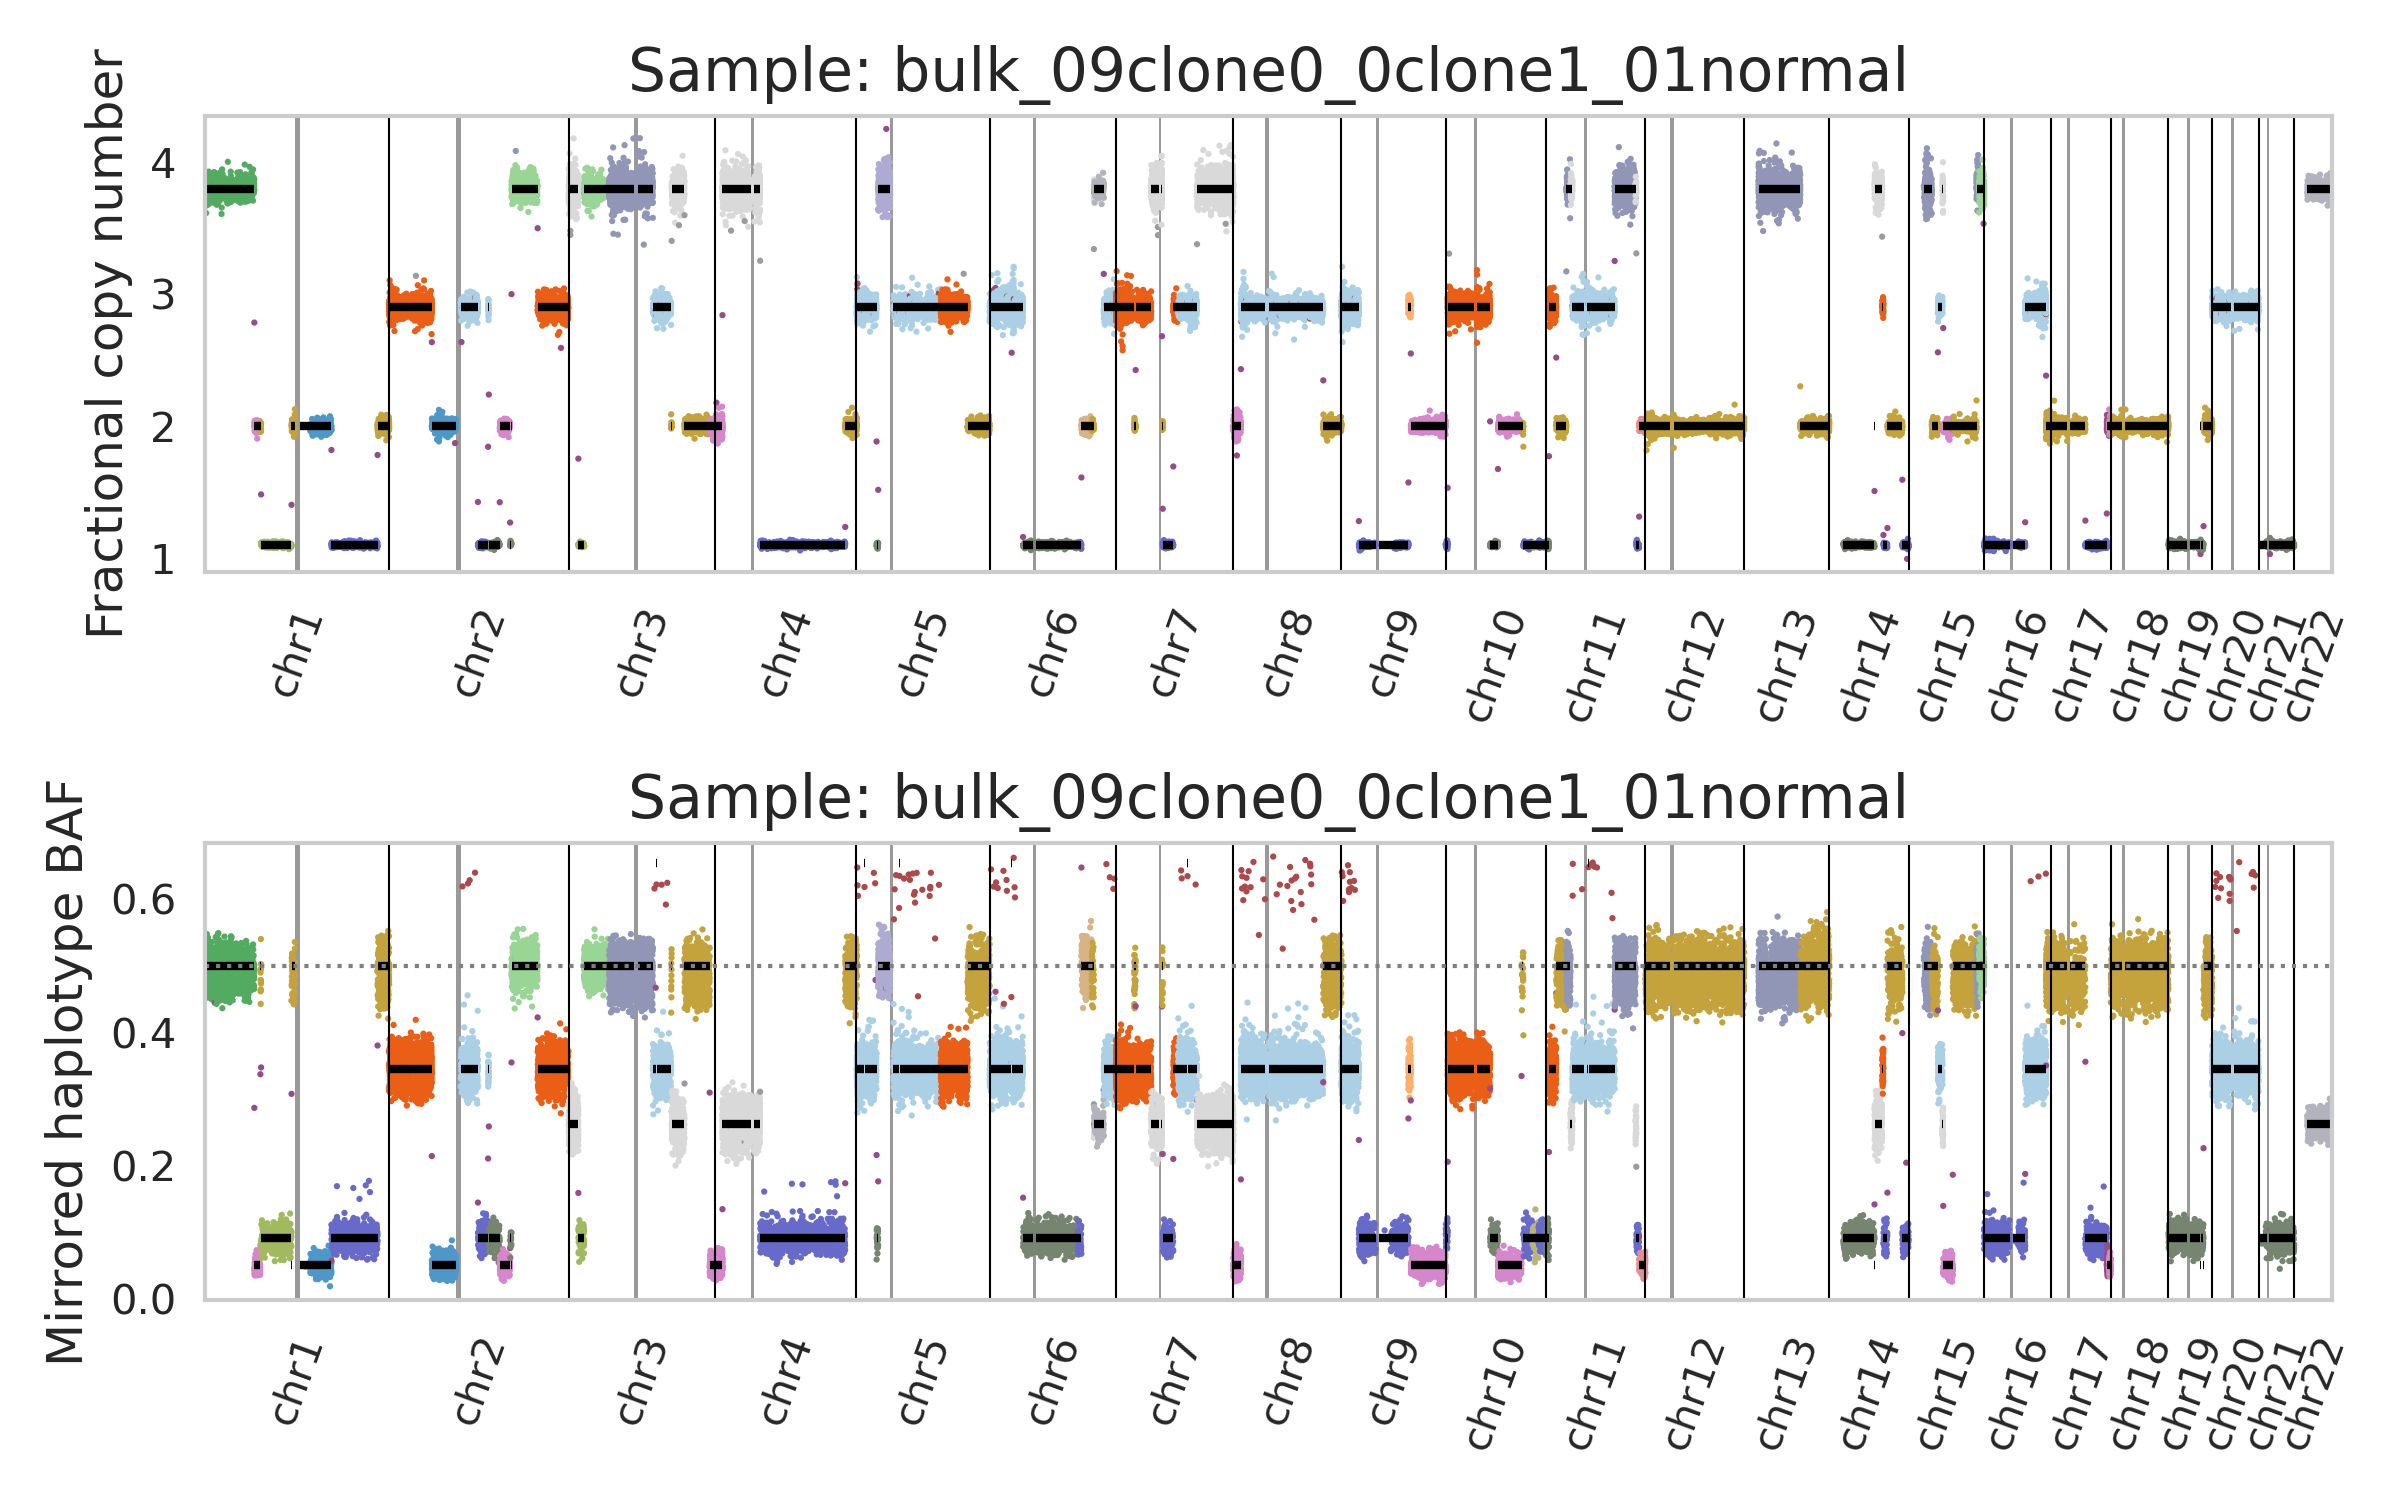 Sample: bulk_09clone0_0clone1_01normal
Fractional copy number
4
3
2
1
chr1 chr2 chr3 chr4 chr5 chr6 chr7 chr8 chr9 chr10 chr11 chr12 chr13 chr14 chr15 chr16 chr17 chr18 chr19 chr20 chr21 chr22
Sample: bulk_09clone0_0clone1_01normal
Mirrored haplotype BAF
0.6
0.4
0.2
0.0
chr1 chr2 chr3 chr4 chr5 chr6 chr7 chr8 chr9 chr10 chr11 chr12 chr13 chr14 chr15 chr16 chr17 chr18 chr19 chr20 chr21 chr22